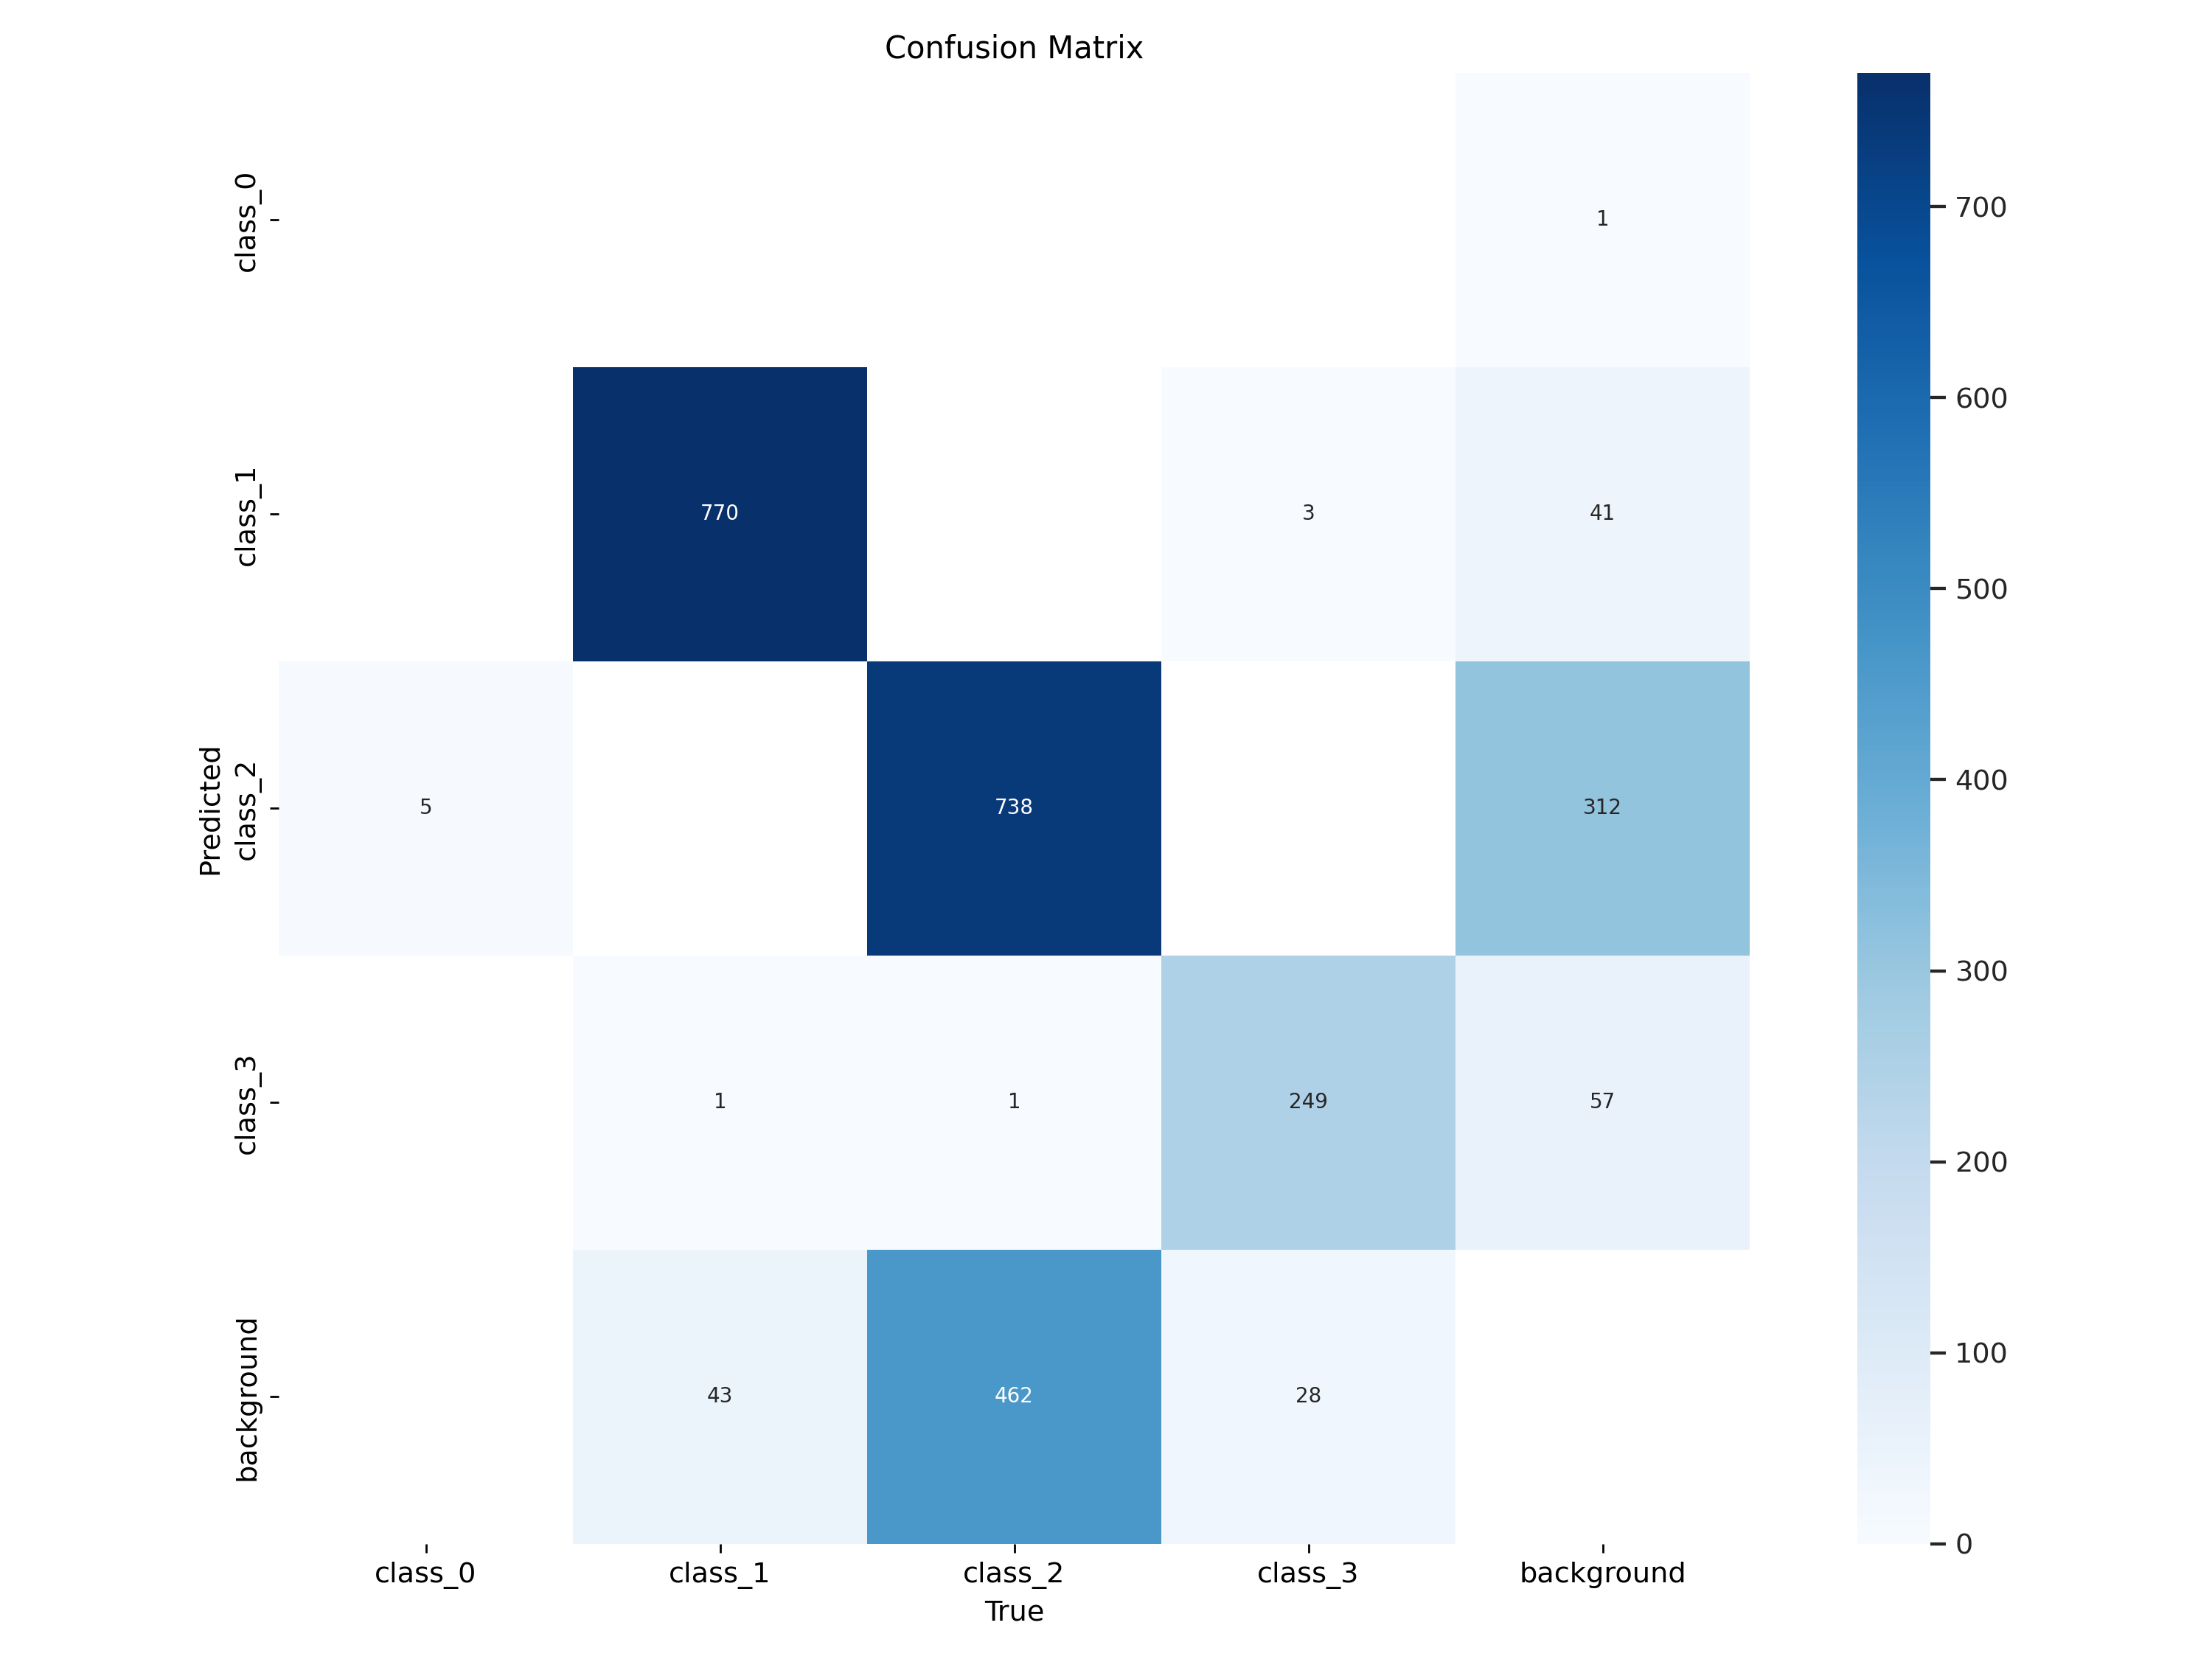 Confusion Matrix
class_0
1
700
600
class_1
770
3
41
500
Predicted
class_2
5
738
312
400
300
class_3
1
1
249
57
200
100
background
43
462
28
0
class_0 class_1 class_2 class_3 background
True